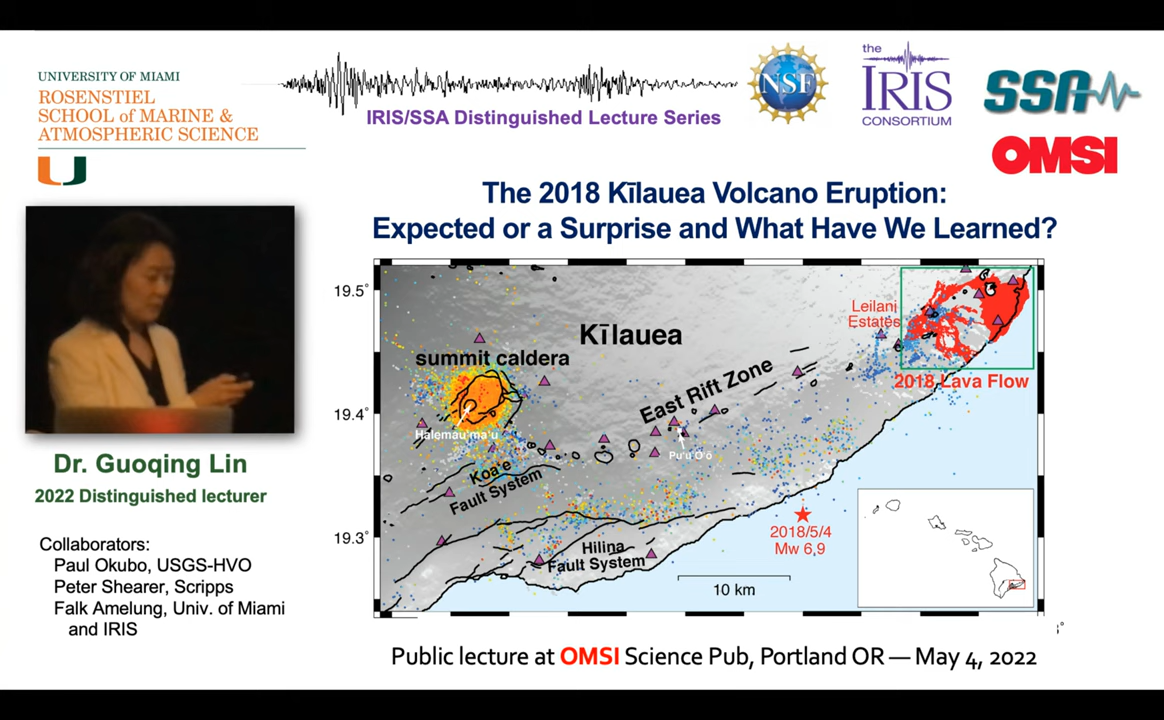 UNIVERSITY OF MIAMI
ROSENSTIEL
SCHOOL of MARINE &
ATMOSPHERIC SCIENCE
U
IRIS/SSA Distinguished Lecture Series
NSF
the
IRIS
CONSORTIUM
SSA
OMSI
The 2018 Kīlauea Volcano Eruption:
Expected or a Surprise and What Have We Learned?
Dr. Guoqing Lin
2022 Distinguished lecturer
Collaborators:
Paul Okubo, USGS-HVO
Peter Shearer, Scripps
Falk Amelung, Univ. of Miami
and IRIS
19.5°
19.4°
19.3°
Kīlauea
summit caldera
Halemau'ma'u
East Rift Zone
Pu'u'Ō'ō
Leilani
Estates
2018 Lava Flow
Koa'e
Fault System
Hilina
Fault System
2018/5/4
Mw 6,9
10 km
Public lecture at OMSI Science Pub, Portland OR — May 4, 2022